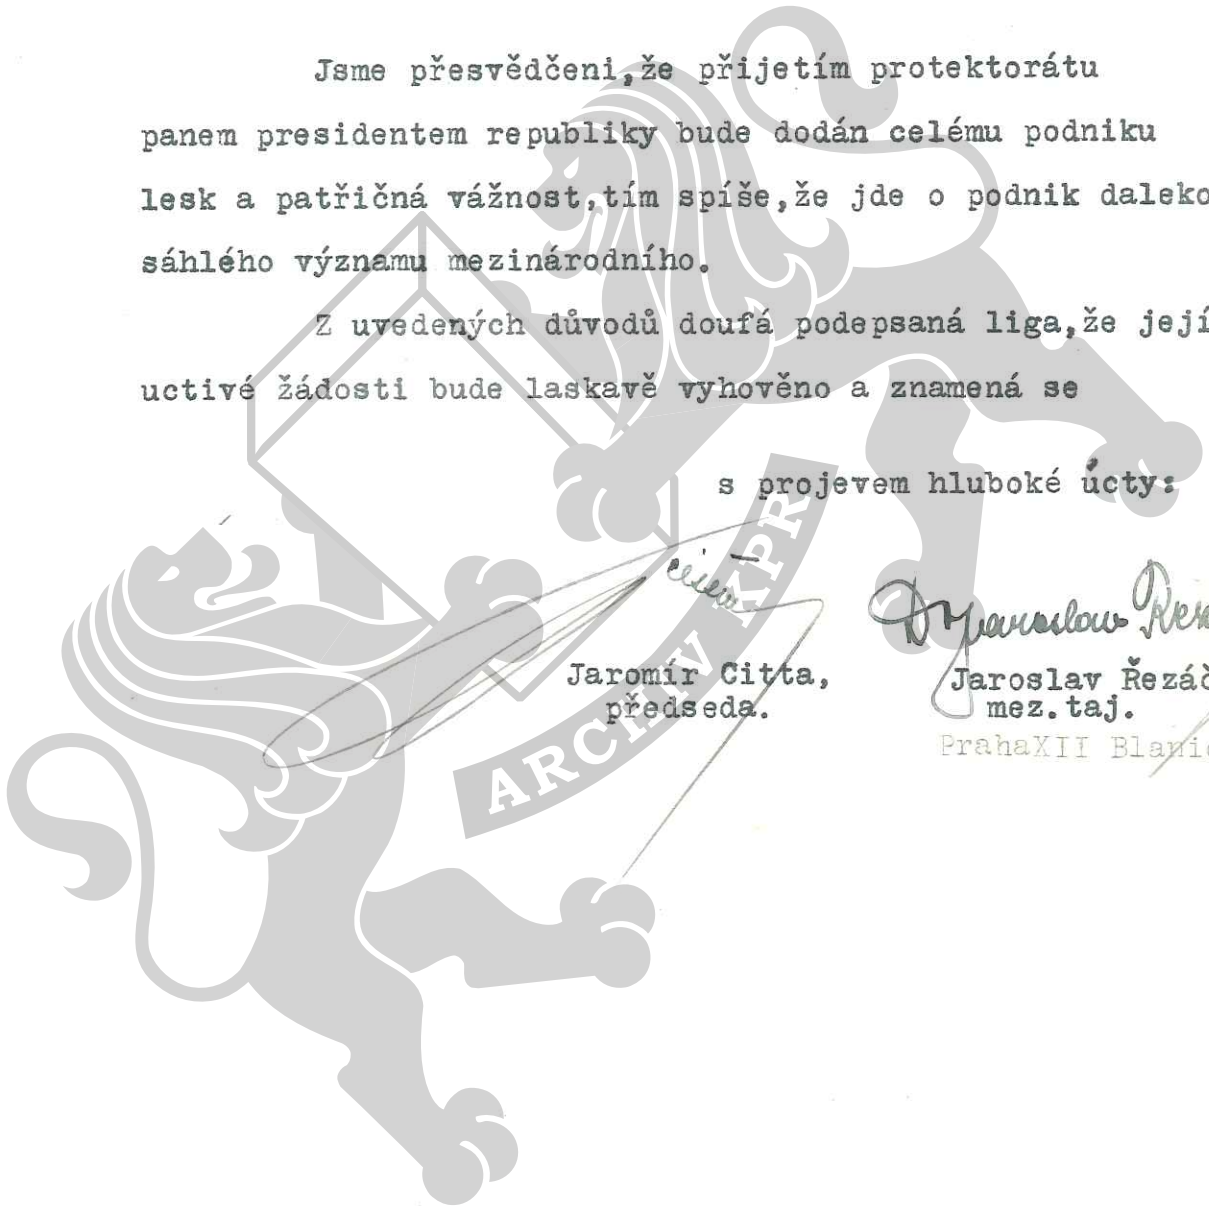 Jsme přesvědčeni,že přijetím protektorátu
panem presidentem republiky bude dodán celému podniku
lesk a patřičná vážnost,tím spíše,že jde o podnik daleko
sáhlého významu mezinárodního.
Z uvedených důvodů doufá podepsaná liga,že její
uctivé žádosti bude laskavě vyhověno a znamená se
s projevem hluboké úcty:
Jaromír Citta,
předseda.
Jaroslav Řezáč
mez.taj.
PrahaXII
ARCHIV KPR